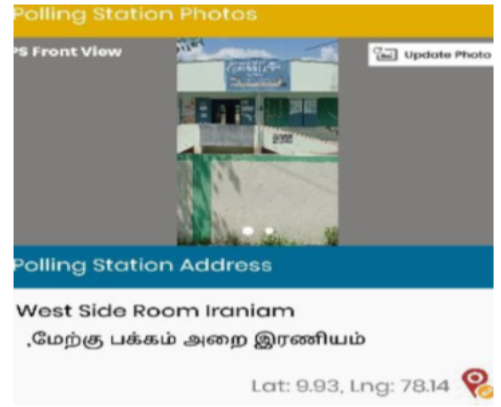 Polling Station Photos
PS Front View
Update Photo
Polling Station Address
West Side Room Iraniam
,மேற்கு பக்கம் அறை இரணியம்
Lat: 9.93, Lng: 78.14